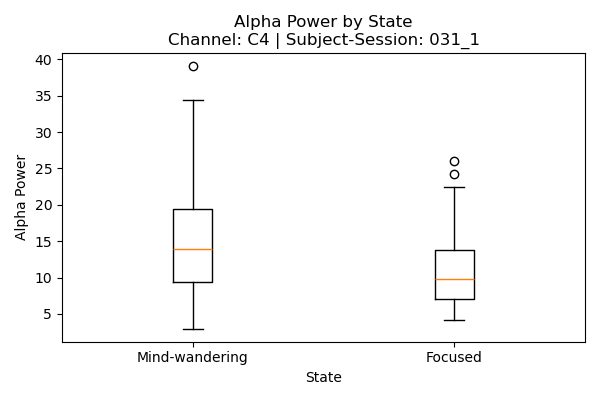 Alpha Power by State
Channel: C4 | Subject-Session: 031_1
Alpha Power
40
35
30
25
20
15
10
5
Mind-wandering
Focused
State